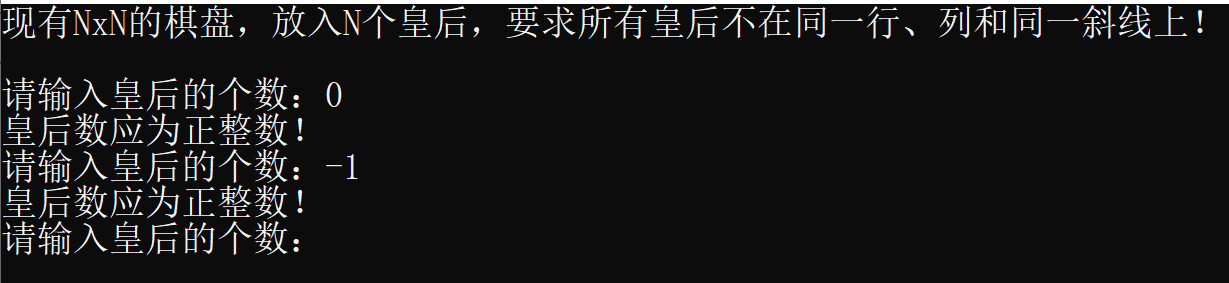 现有NxN的棋盘，放入N个皇后，要求所有皇后不在同一行、列和同一斜线上！
请输入皇后的个数：0
皇后数应为正整数！
请输入皇后的个数：-1
皇后数应为正整数！
请输入皇后的个数：